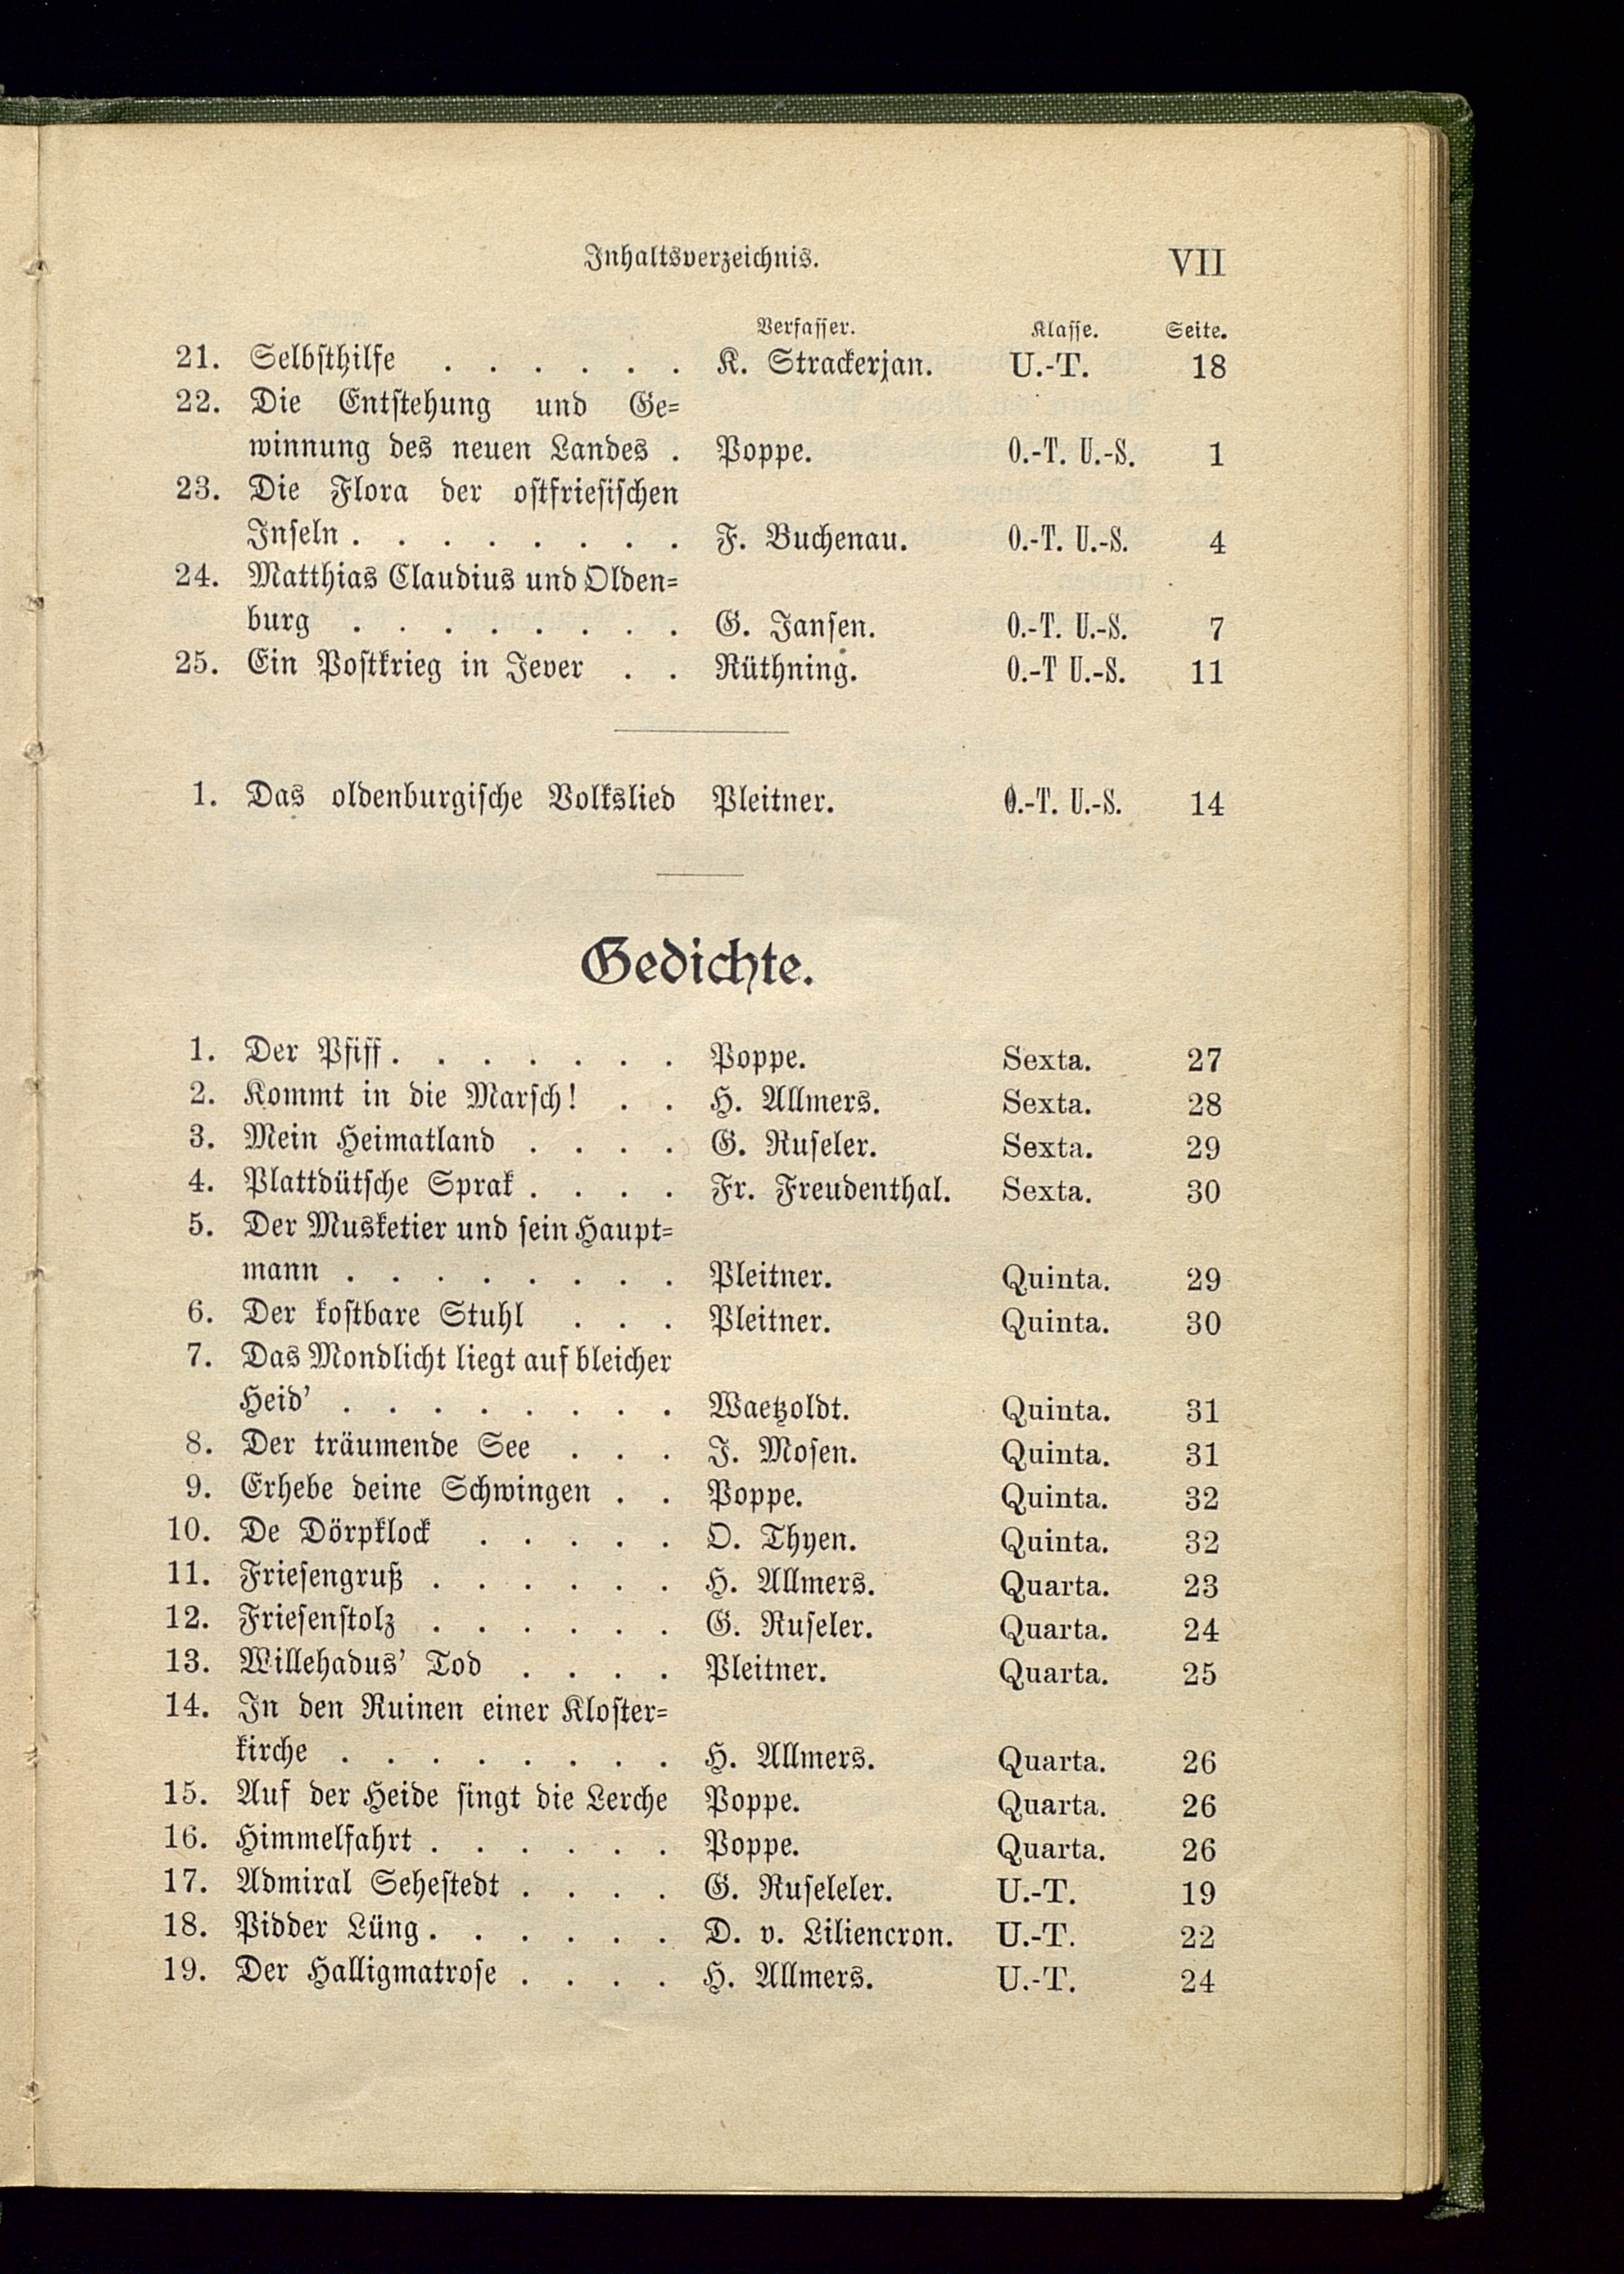 Inhaltsverzeichnis. VII
Verfasser. Klasse. Seite.
21. Selbsthilfe . . . . . . K. Strackerjan. U.-T. 18
22. Die Entstehung und Ge=
winnung des neuen Landes . Poppe. O.-T. U.-S. 1
23. Die Flora der ostfriesischen
Inseln . . . . . . . . F. Buchenau. O.-T. U.-S. 4
24. Matthias Claudius und Olden=
burg . . . . . . . . G. Jansen. O.-T. U.-S. 7
25. Ein Postkrieg in Jever . . Rüthning. O.-T U.-S. 11
1. Das oldenburgische Volkslied Pleitner. O.-T. U.-S. 14
Gedichte.
1. Der Pfiff . . . . . . . Poppe. Sexta. 27
2. Kommt in die Marsch! . . H. Allmers. Sexta. 28
3. Mein Heimatland . . . . G. Ruseler. Sexta. 29
4. Plattdütsche Sprak . . . . Fr. Freudenthal. Sexta. 30
5. Der Musketier und sein Haupt=
mann . . . . . . . . Pleitner. Quinta. 29
6. Der kostbare Stuhl . . . Pleitner. Quinta. 30
7. Das Mondlicht liegt auf bleicher
Heid' . . . . . . . . Waetzoldt. Quinta. 31
8. Der träumende See . . . J. Mosen. Quinta. 31
9. Erhebe deine Schwingen . . Poppe. Quinta. 32
10. De Dörpklock . . . . . O. Thyen. Quinta. 32
11. Friesengruß . . . . . . H. Allmers. Quarta. 23
12. Friesenstolz . . . . . . G. Ruseler. Quarta. 24
13. Willehadus' Tod . . . . Pleitner. Quarta. 25
14. In den Ruinen einer Kloster=
kirche . . . . . . . . H. Allmers. Quarta. 26
15. Auf der Heide singt die Lerche Poppe. Quarta. 26
16. Himmelfahrt . . . . . . Poppe. Quarta. 26
17. Admiral Sehestedt . . . . G. Ruseleler. U.-T. 19
18. Pidder Lüng . . . . . . D. v. Liliencron. U.-T. 22
19. Der Halligmatrose . . . . H. Allmers. U.-T. 24